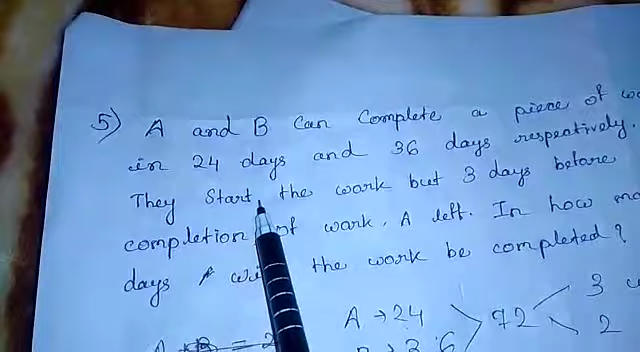 5) A and B can complete a piece of
in 24 days and 36 days respectively.
They Start the work but 3 days before
completion of work, A left. In how
days the work be completed?
A → 24
72
3
2